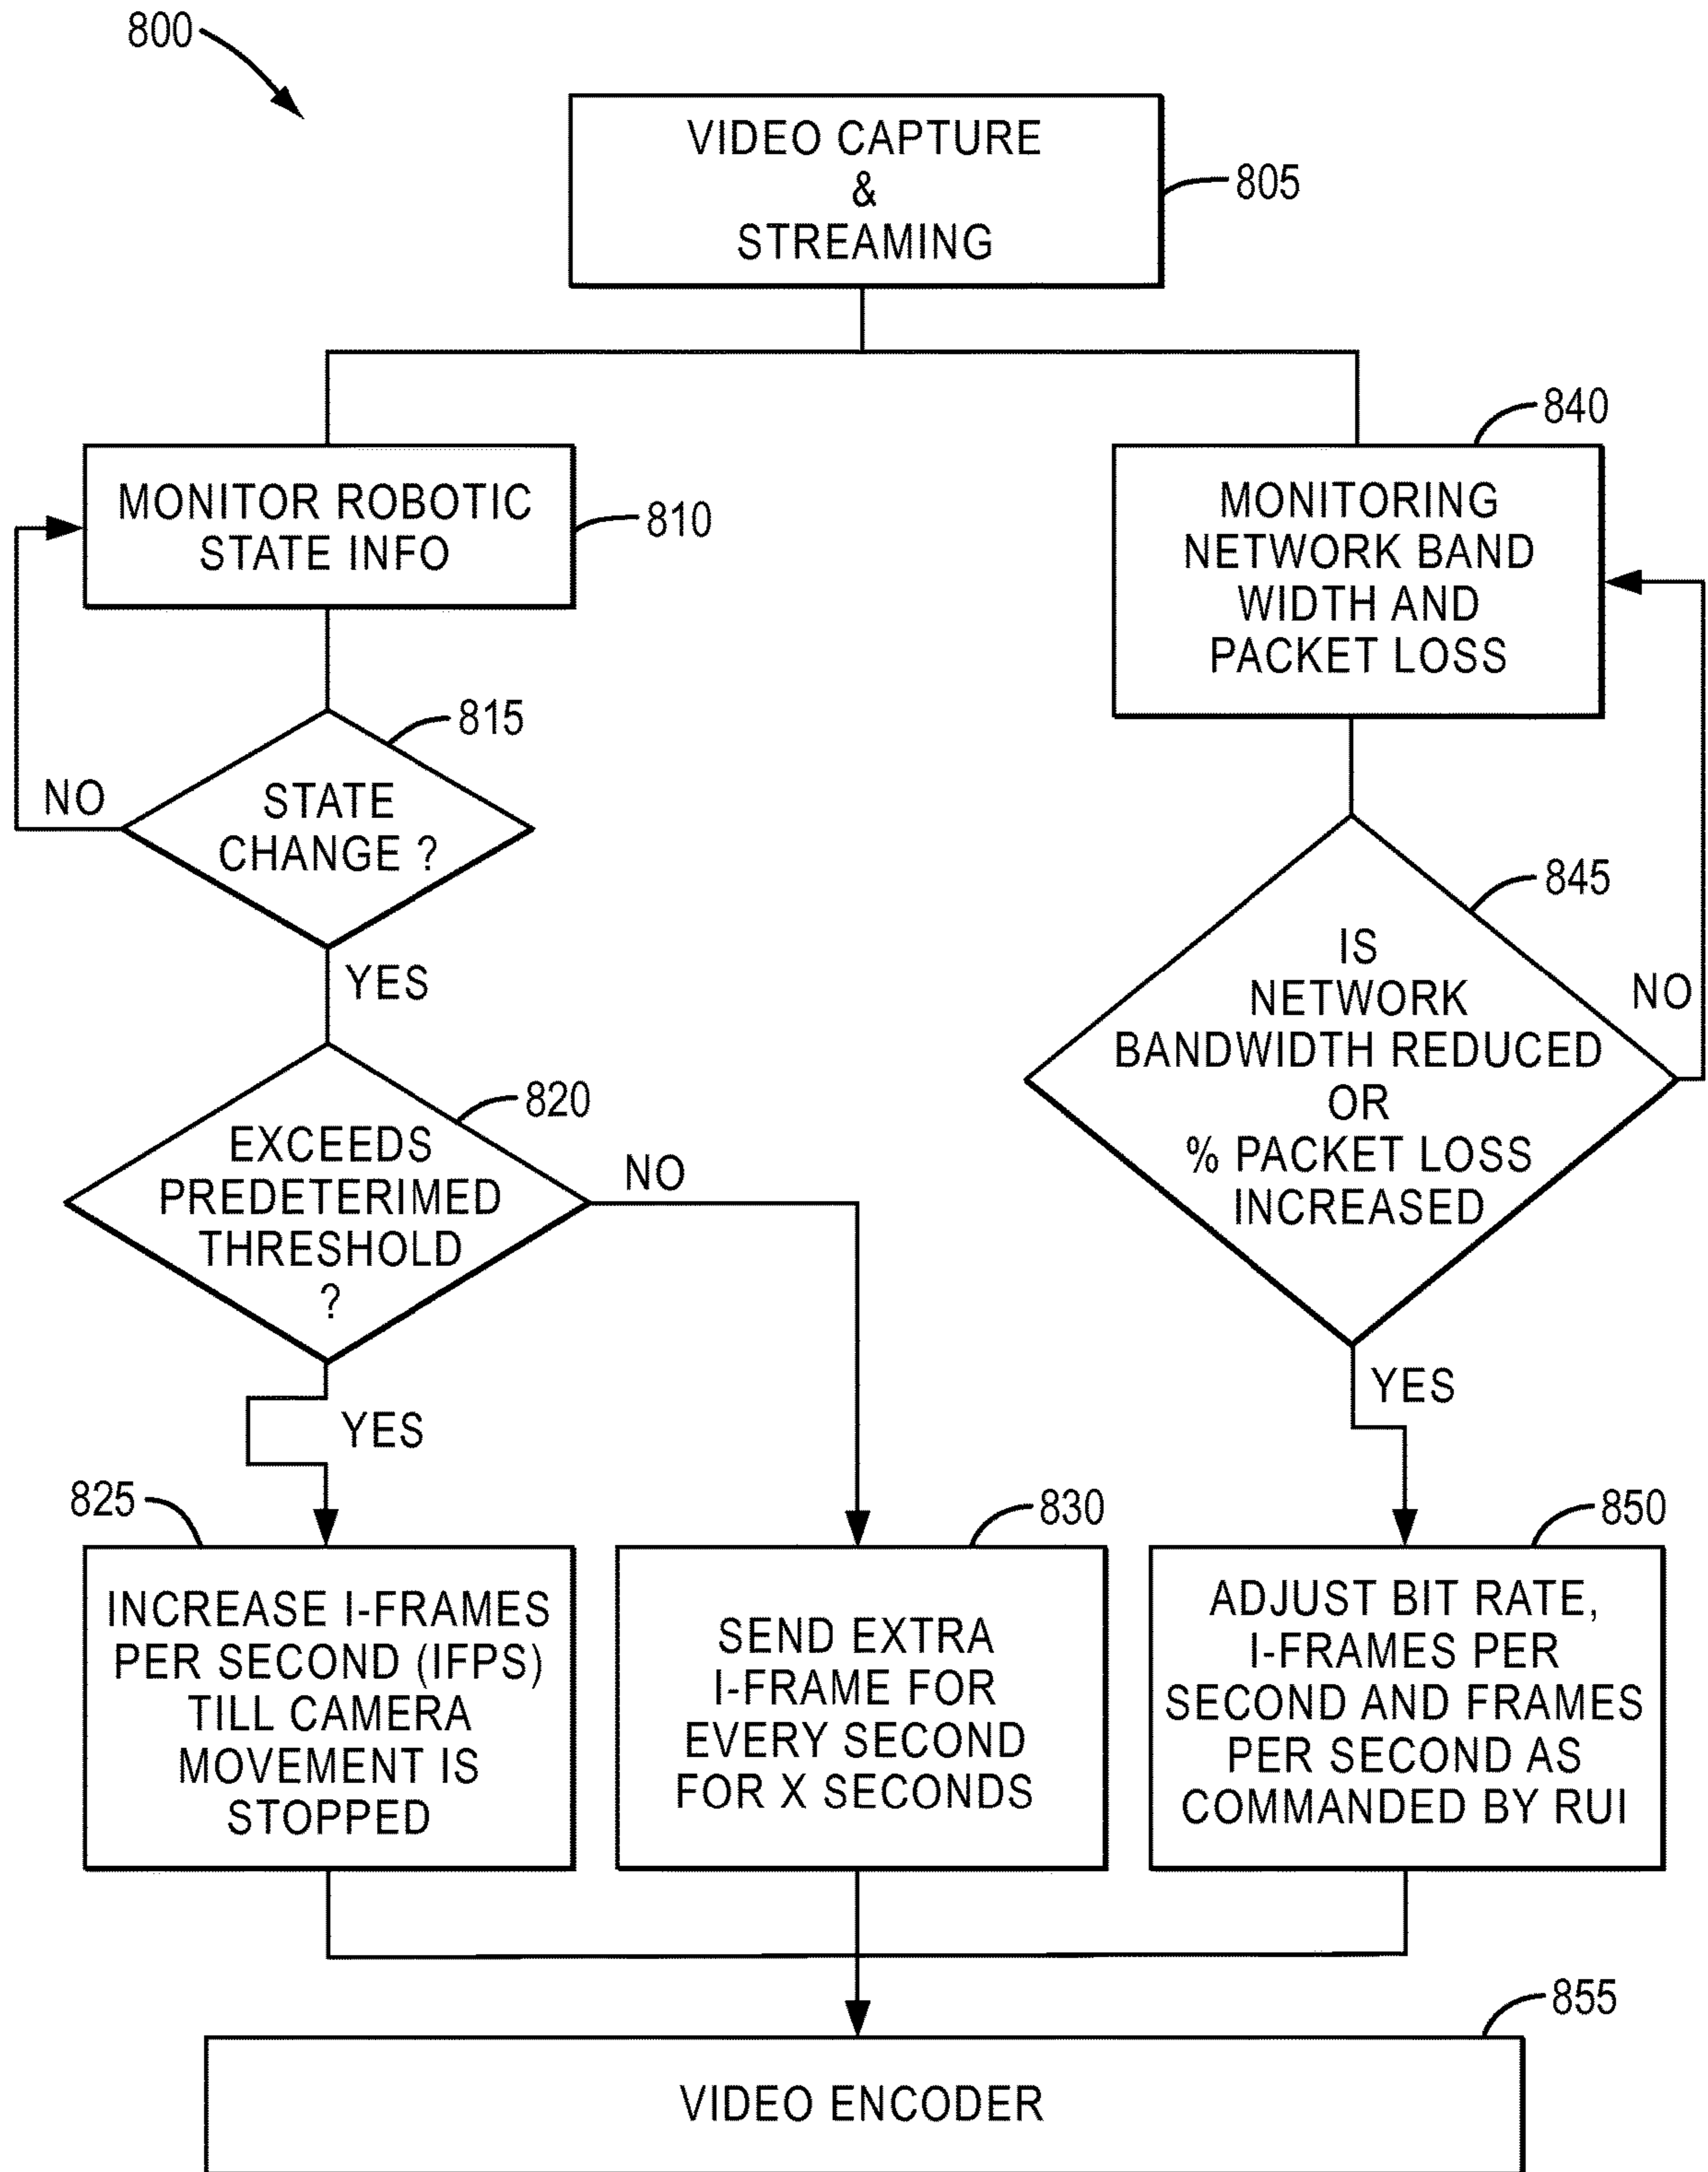 800
VIDEO CAPTURE
&
STREAMING
805
MONITOR ROBOTIC
STATE INFO
810
840
MONITORING
NETWORK BAND
WIDTH AND
PACKET LOSS
815
STATE
CHANGE ?
NO
YES
820
EXCEEDS
PREDETERIMED
THRESHOLD
?
NO
YES
845
IS
NETWORK
BANDWIDTH REDUCED
OR
% PACKET LOSS
INCREASED
NO
YES
825
INCREASE I-FRAMES
PER SECOND (IFPS)
TILL CAMERA
MOVEMENT IS
STOPPED
830
SEND EXTRA
I-FRAME FOR
EVERY SECOND
FOR X SECONDS
850
ADJUST BIT RATE,
I-FRAMES PER
SECOND AND FRAMES
PER SECOND AS
COMMANDED BY RUI
855
VIDEO ENCODER